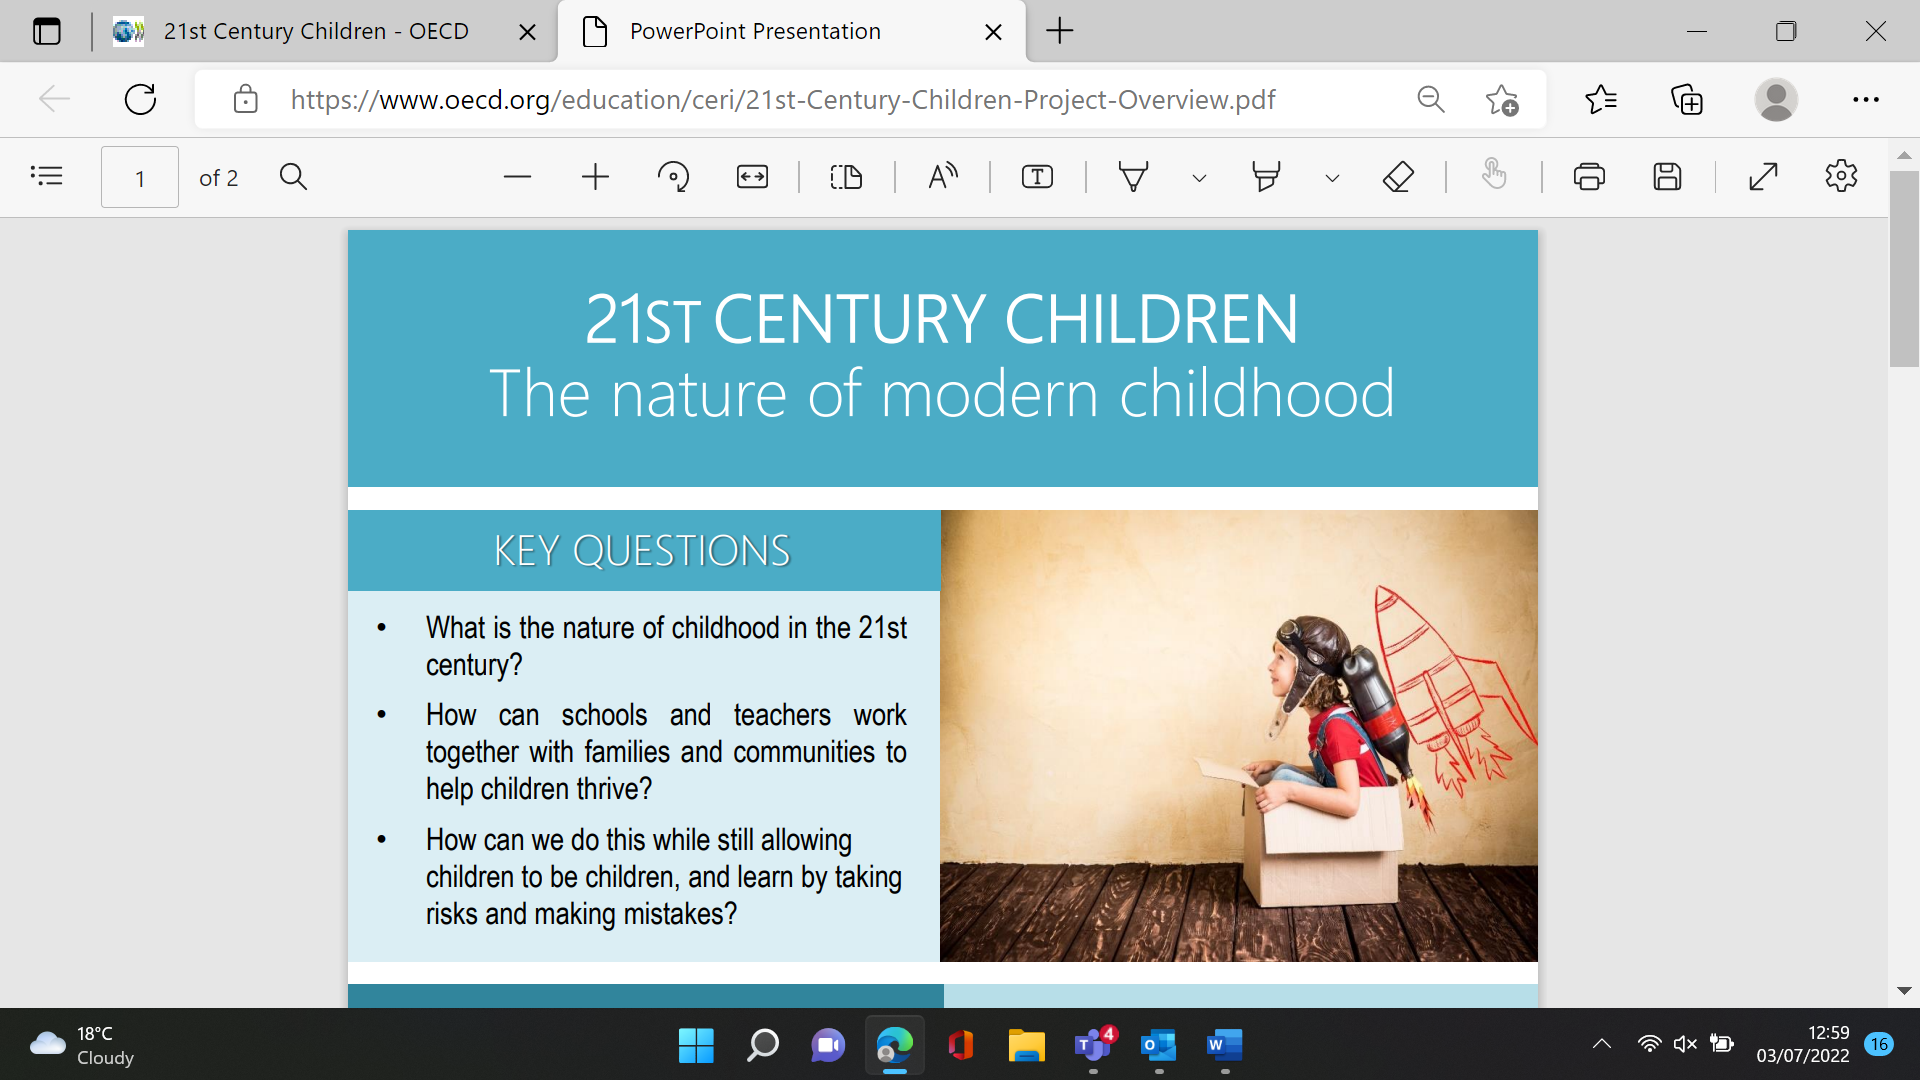 21st Century Children - OECD
PowerPoint Presentation
https://www.oecd.org/education/ceri/21st-Century-Children-Project-Overview.pdf
1 of 2
21ST CENTURY CHILDREN
The nature of modern childhood
KEY QUESTIONS
• What is the nature of childhood in the 21st
century?
• How can schools and teachers work
together with families and communities to
help children thrive?
• How can we do this while still allowing
children to be children, and learn by taking
risks and making mistakes?
18°C
Cloudy
4
12:59
03/07/2022
16